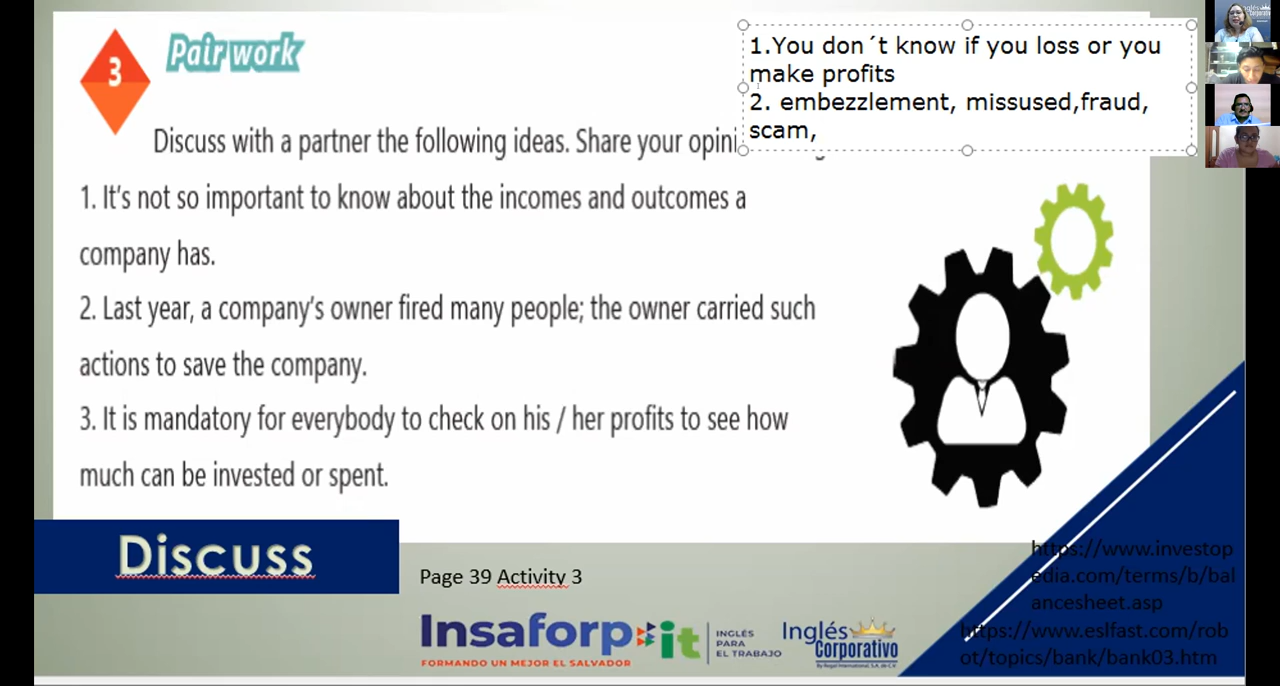 3
Pair work
1.You don´t know if you loss or you
make profits
2. embezzlement, missused,fraud,
scam,
Discuss with a partner the following ideas. Share your
1. It's not so important to know about the incomes and outcomes a
company has.
2. Last year, a company's owner fired many people; the owner carried such
actions to save the company.
3. It is mandatory for everybody to check on his / her profits to see how
much can be invested or spent.
Discuss
Page 39 Activity 3
https://www.investop
edia.com/terms/b/bal
ancesheet.asp
https://www.eslfast.com/rob
ot/topics/bank/bank03.htm
Insaforp it
FORMANDO UN MEJOR EL SALVADOR
INGLÉS
PARA
EL TRABAJO
Inglés
Corporativo